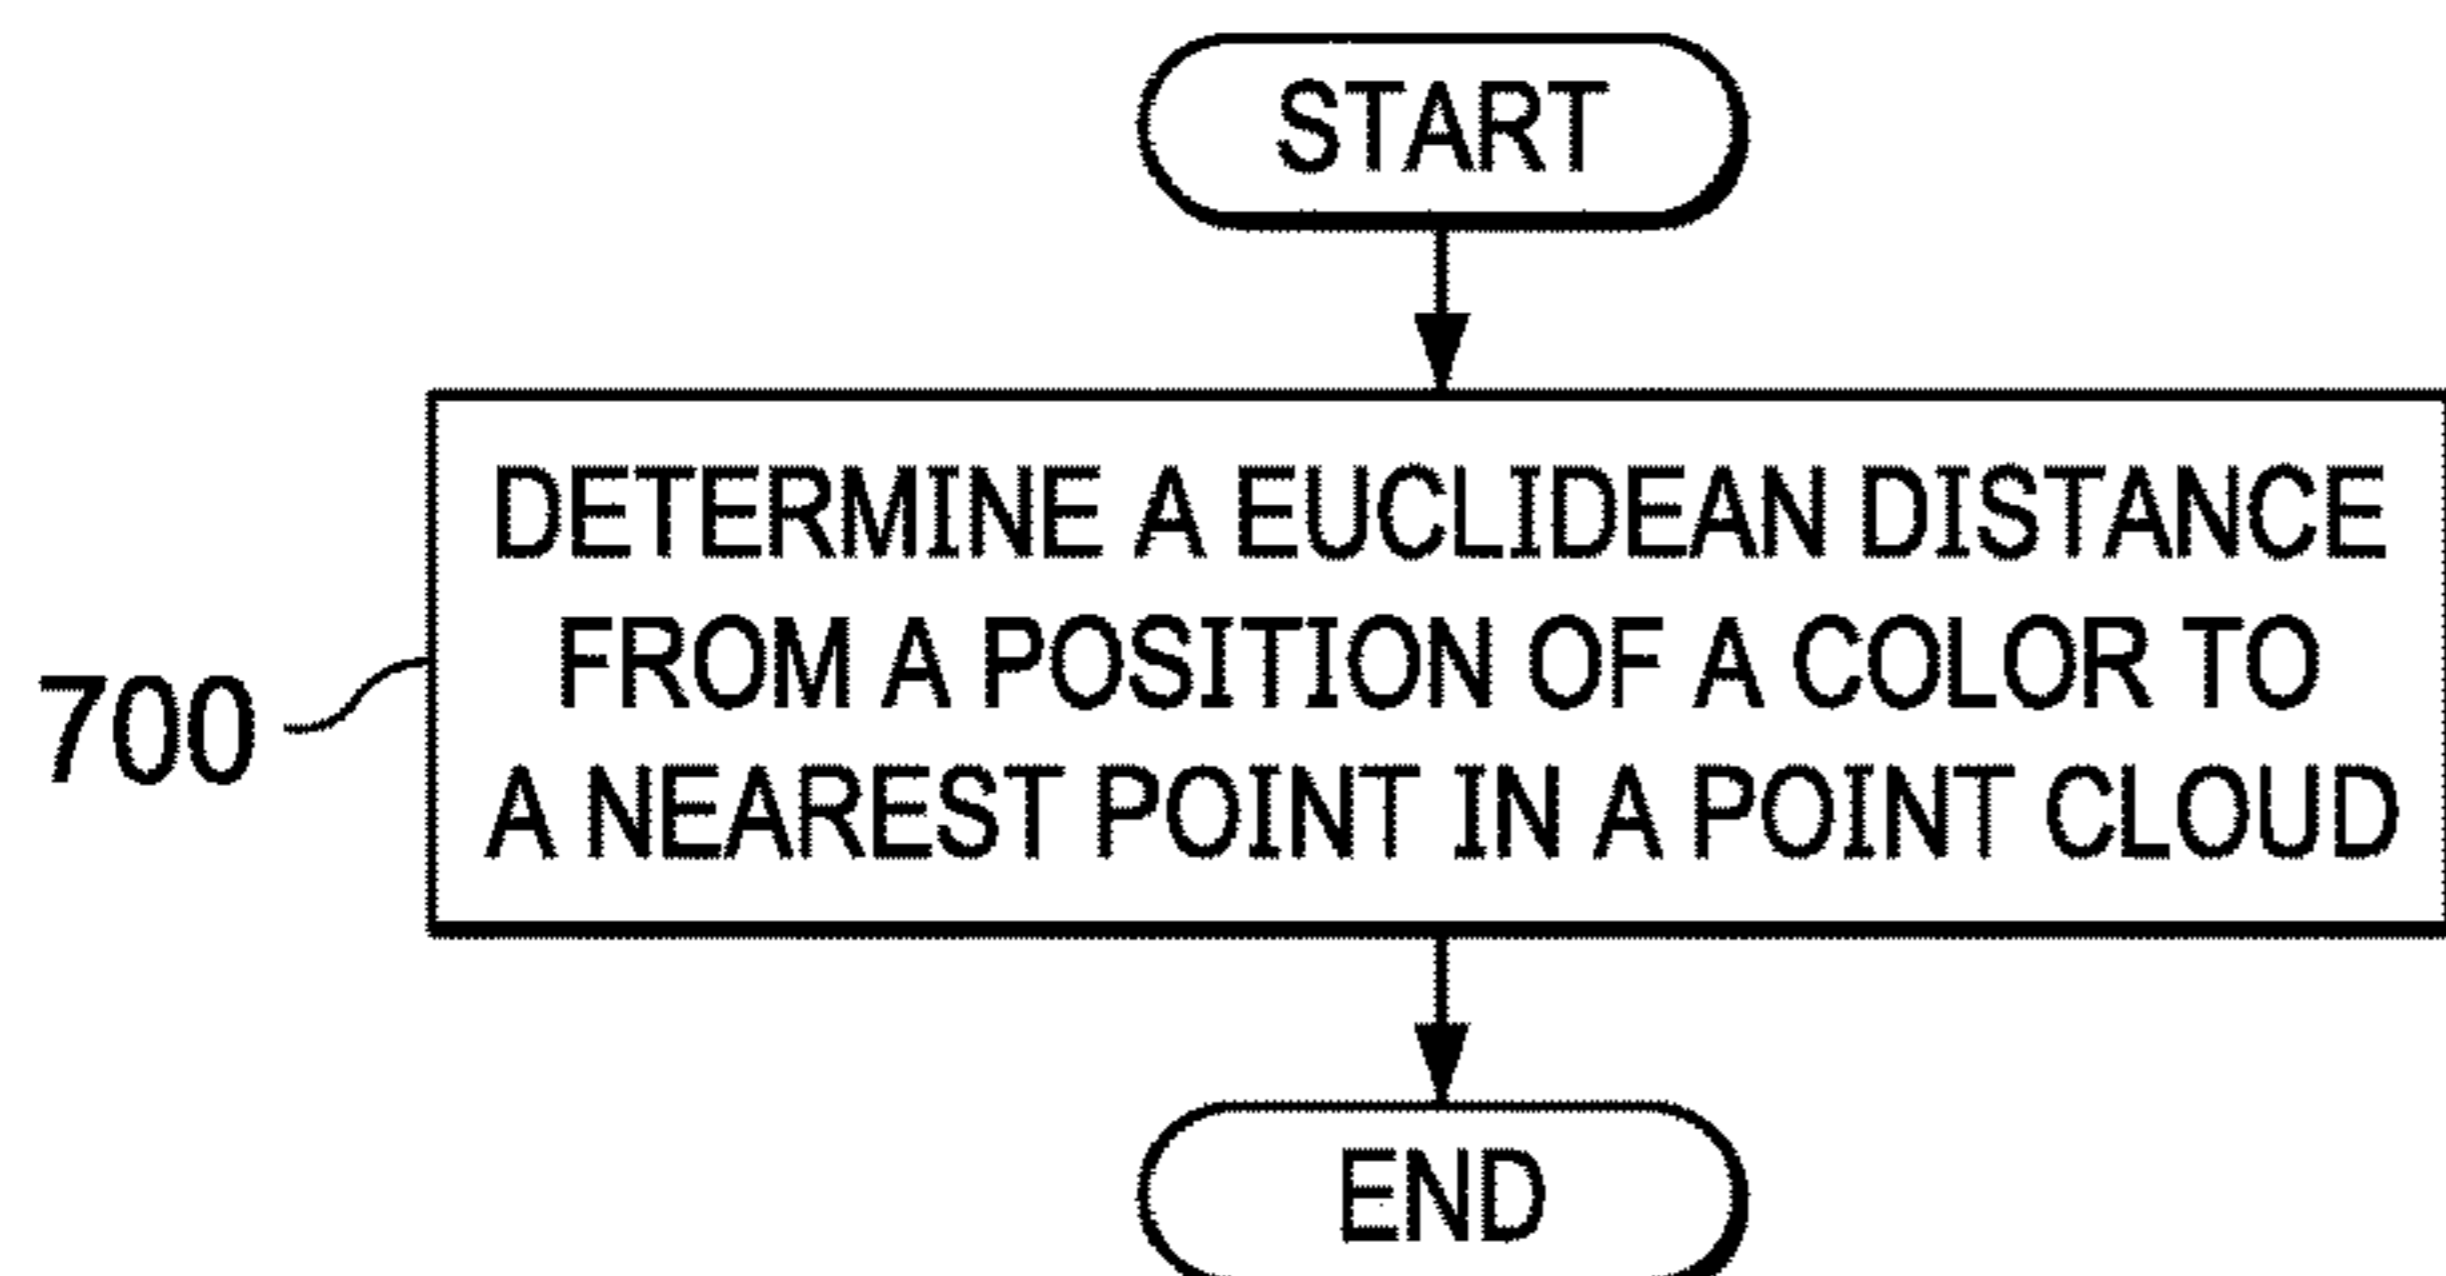 START
DETERMINE A EUCLIDEAN DISTANCE
FROM A POSITION OF A COLOR TO
A NEAREST POINT IN A POINT CLOUD
700
END